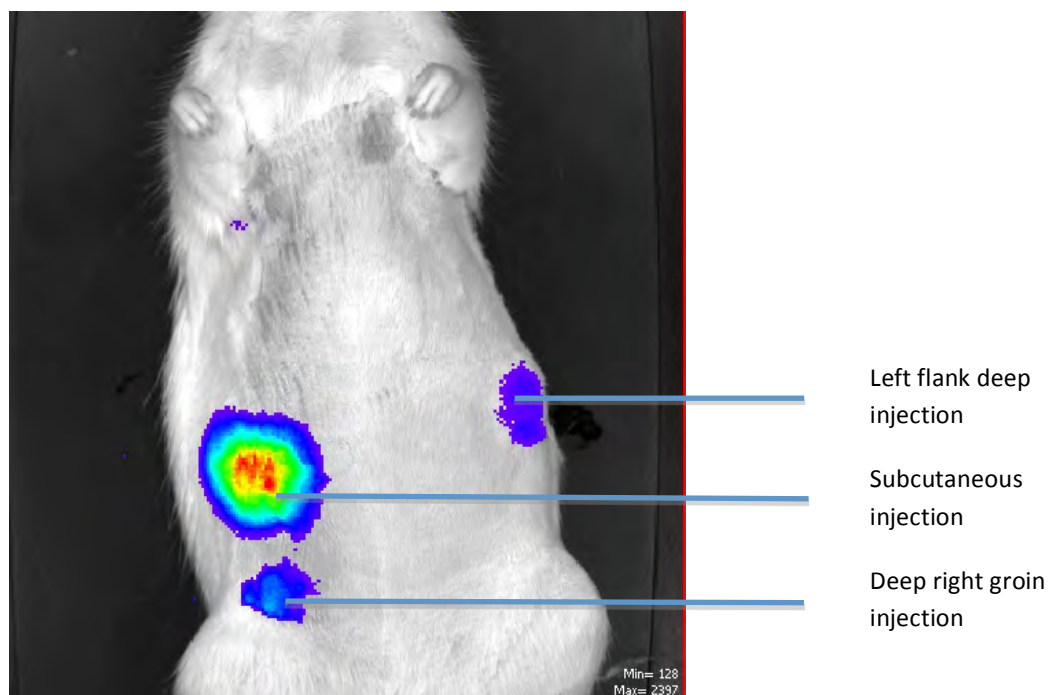 Left flank deep
injection
Subcutaneous
injection
Deep right groin
injection
Min= 128
Max= 2397